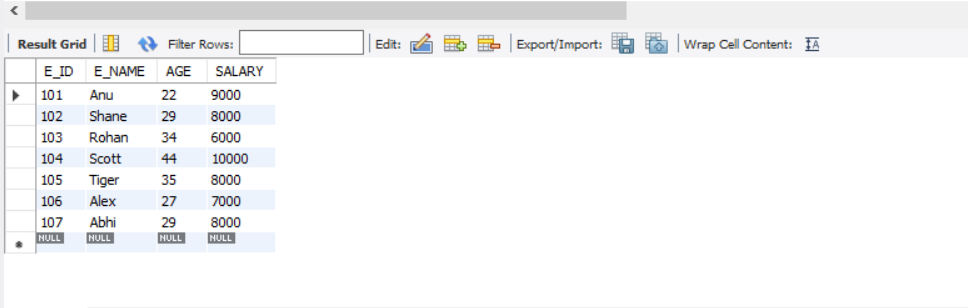 Result Grid Filter Rows: Edit: Export/Import: Wrap Cell Content: IA
E_ID E_NAME AGE SALARY
101 Anu 22 9000
102 Shane 29 8000
103 Rohan 34 6000
104 Scott 44 10000
105 Tiger 35 8000
106 Alex 27 7000
107 Abhi 29 8000
NULL NULL NULL NULL